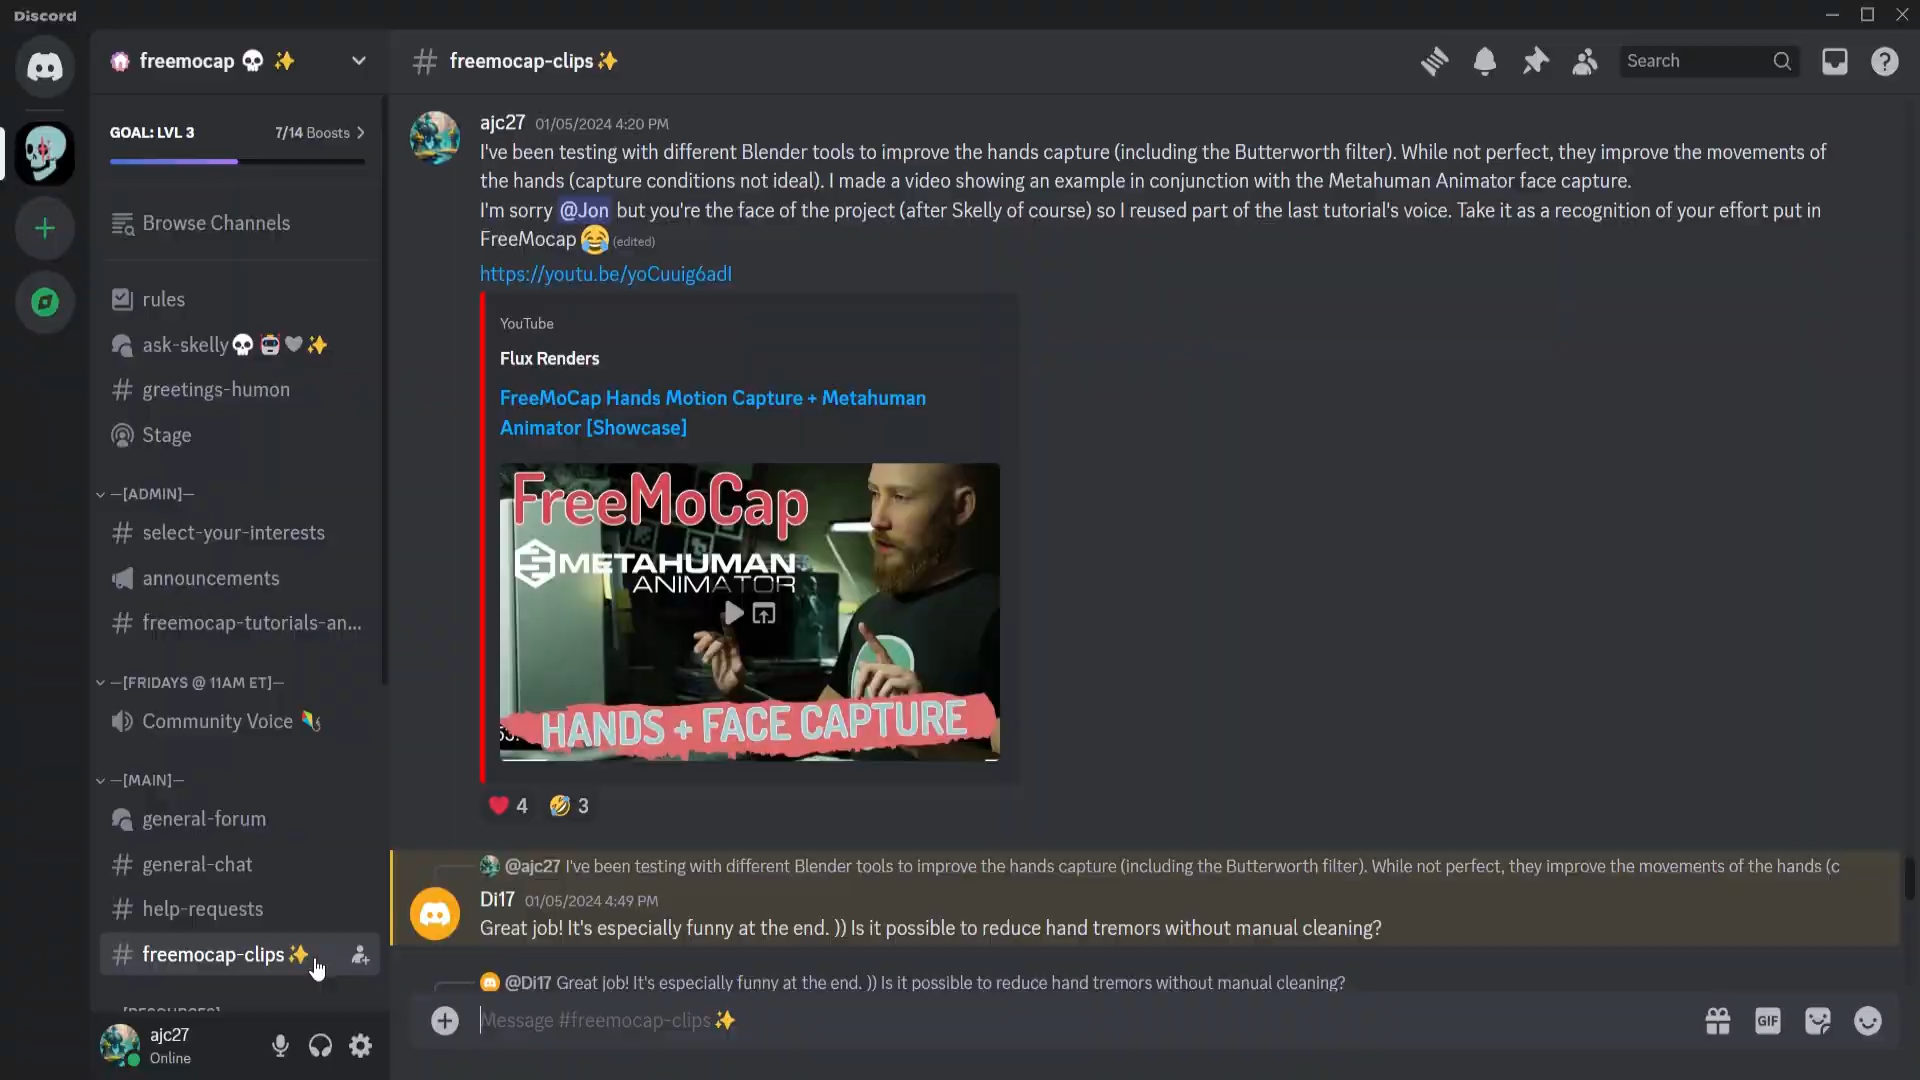 Discord
freemocap 💀 ✨
GOAL: LVL 3
7/14 Boosts
Browse Channels
rules
ask-skelly💀 🤖 🖤 ✨
greetings-humon
Stage
—[ADMIN]—
select-your-interests
announcements
freemocap-tutorials-an...
—[FRIDAYS @ 11AM ET]—
Community Voice 🪁
—[MAIN]—
general-forum
general-chat
help-requests
freemocap-clips✨
—[RESOURCES]—
ajc27
Online
# freemocap-clips✨
Search
ajc27 01/05/2024 4:20 PM
I've been testing with different Blender tools to improve the hands capture (including the Butterworth filter). While not perfect, they improve the movements of
the hands (capture conditions not ideal). I made a video showing an example in conjunction with the Metahuman Animator face capture.
I'm sorry @Jon but you're the face of the project (after Skelly of course) so I reused part of the last tutorial's voice. Take it as a recognition of your effort put in
FreeMocap 😂 (edited)
https://youtu.be/yoCuuig6adI
YouTube
Flux Renders
FreeMoCap Hands Motion Capture + Metahuman
Animator [Showcase]
FreeMoCap
METAHUMAN
ANIMATOR
HANDS + FACE CAPTURE
❤️ 4 🤣 3
@ajc27 I've been testing with different Blender tools to improve the hands capture (including the Butterworth filter). While not perfect, they improve the movements of the hands (c
Di17 01/05/2024 4:49 PM
Great job! It's especially funny at the end. )) Is it possible to reduce hand tremors without manual cleaning?
@Di17 Great job! It's especially funny at the end. )) Is it possible to reduce hand tremors without manual cleaning?
Message #freemocap-clips✨
GIF